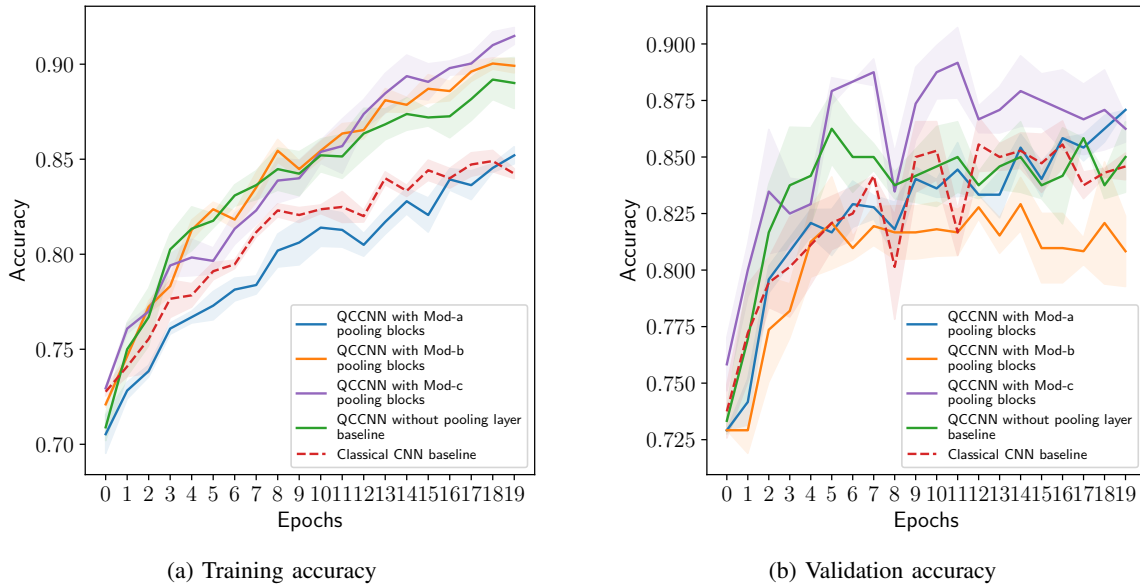 0.90
0.85
0.80
0.75
0.70
Accuracy
0 1 2 3 4 5 6 7 8 9 10 11 12 13 14 15 16 17 18 19
Epochs
QCCNN with Mod-a
pooling blocks
QCCNN with Mod-b
pooling blocks
QCCNN with Mod-c
pooling blocks
QCCNN without pooling layer
baseline
Classical CNN baseline
(a) Training accuracy
0.900
0.875
0.850
0.825
0.800
0.775
0.750
0.725
Accuracy
0 1 2 3 4 5 6 7 8 9 10 11 12 13 14 15 16 17 18 19
Epochs
QCCNN with Mod-a
pooling blocks
QCCNN with Mod-b
pooling blocks
QCCNN with Mod-c
pooling blocks
QCCNN without pooling layer
baseline
Classical CNN baseline
(b) Validation accuracy